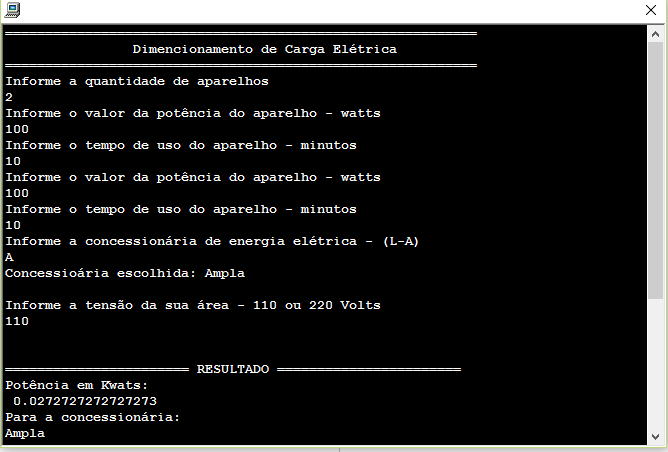 ===========================================================
Dimencionamento de Carga Elétrica
===========================================================
Informe a quantidade de aparelhos
2
Informe o valor da potência do aparelho - watts
100
Informe o tempo de uso do aparelho - minutos
10
Informe o valor da potência do aparelho - watts
100
Informe o tempo de uso do aparelho - minutos
10
Informe a concessionária de energia elétrica - (L-A)
A
Concessioária escolhida: Ampla
Informe a tensão da sua área - 110 ou 220 Volts
110
======================= RESULTADO =======================
Potência em Kwats:
0.0272727272727273
Para a concessionária:
Ampla